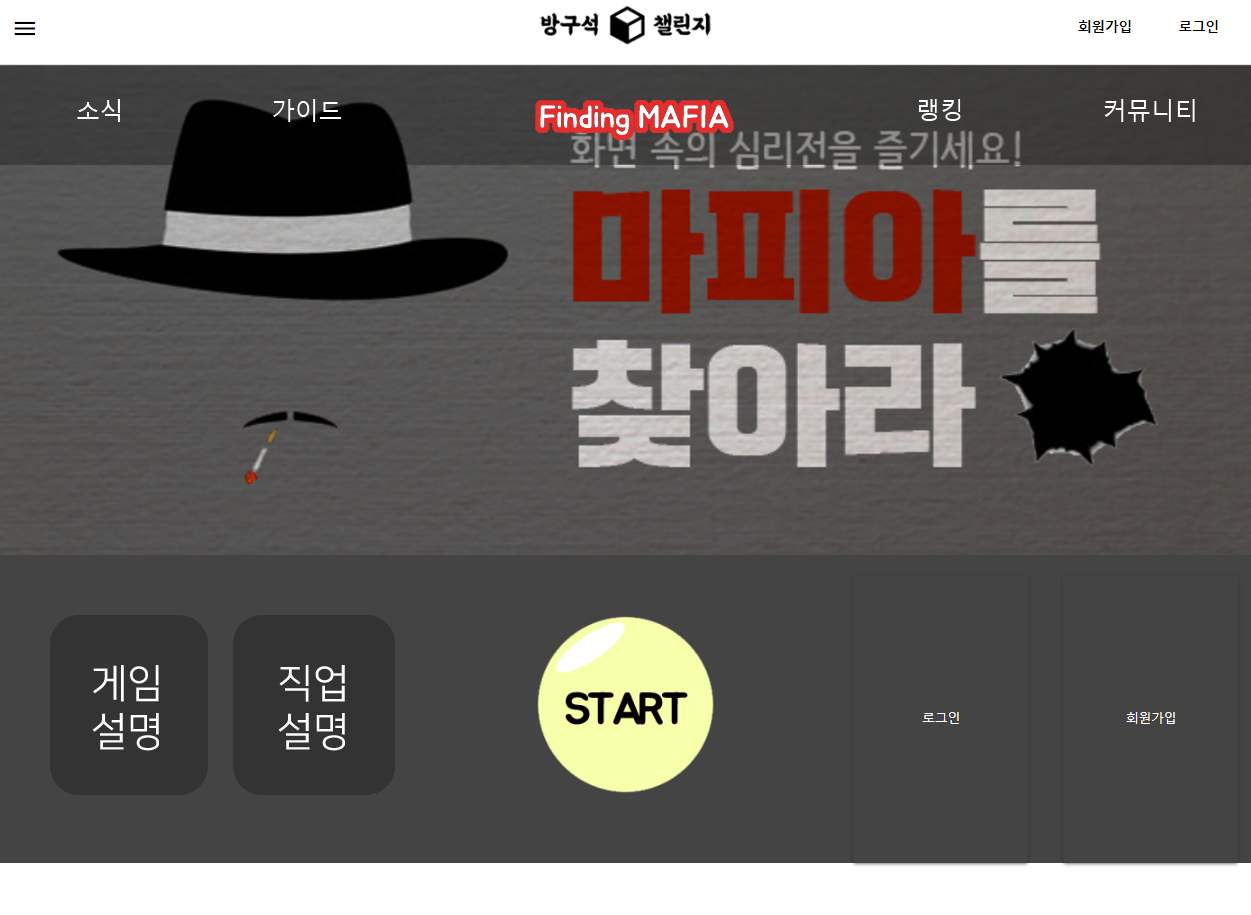 방구석 챌린지
회원가입 로그인
소식 가이드 Finding MAFIA 랭킹 커뮤니티
화면 속의 심리전을 즐기세요!
마피아를
찾아라
게임
설명
직업
설명
START
로그인
회원가입